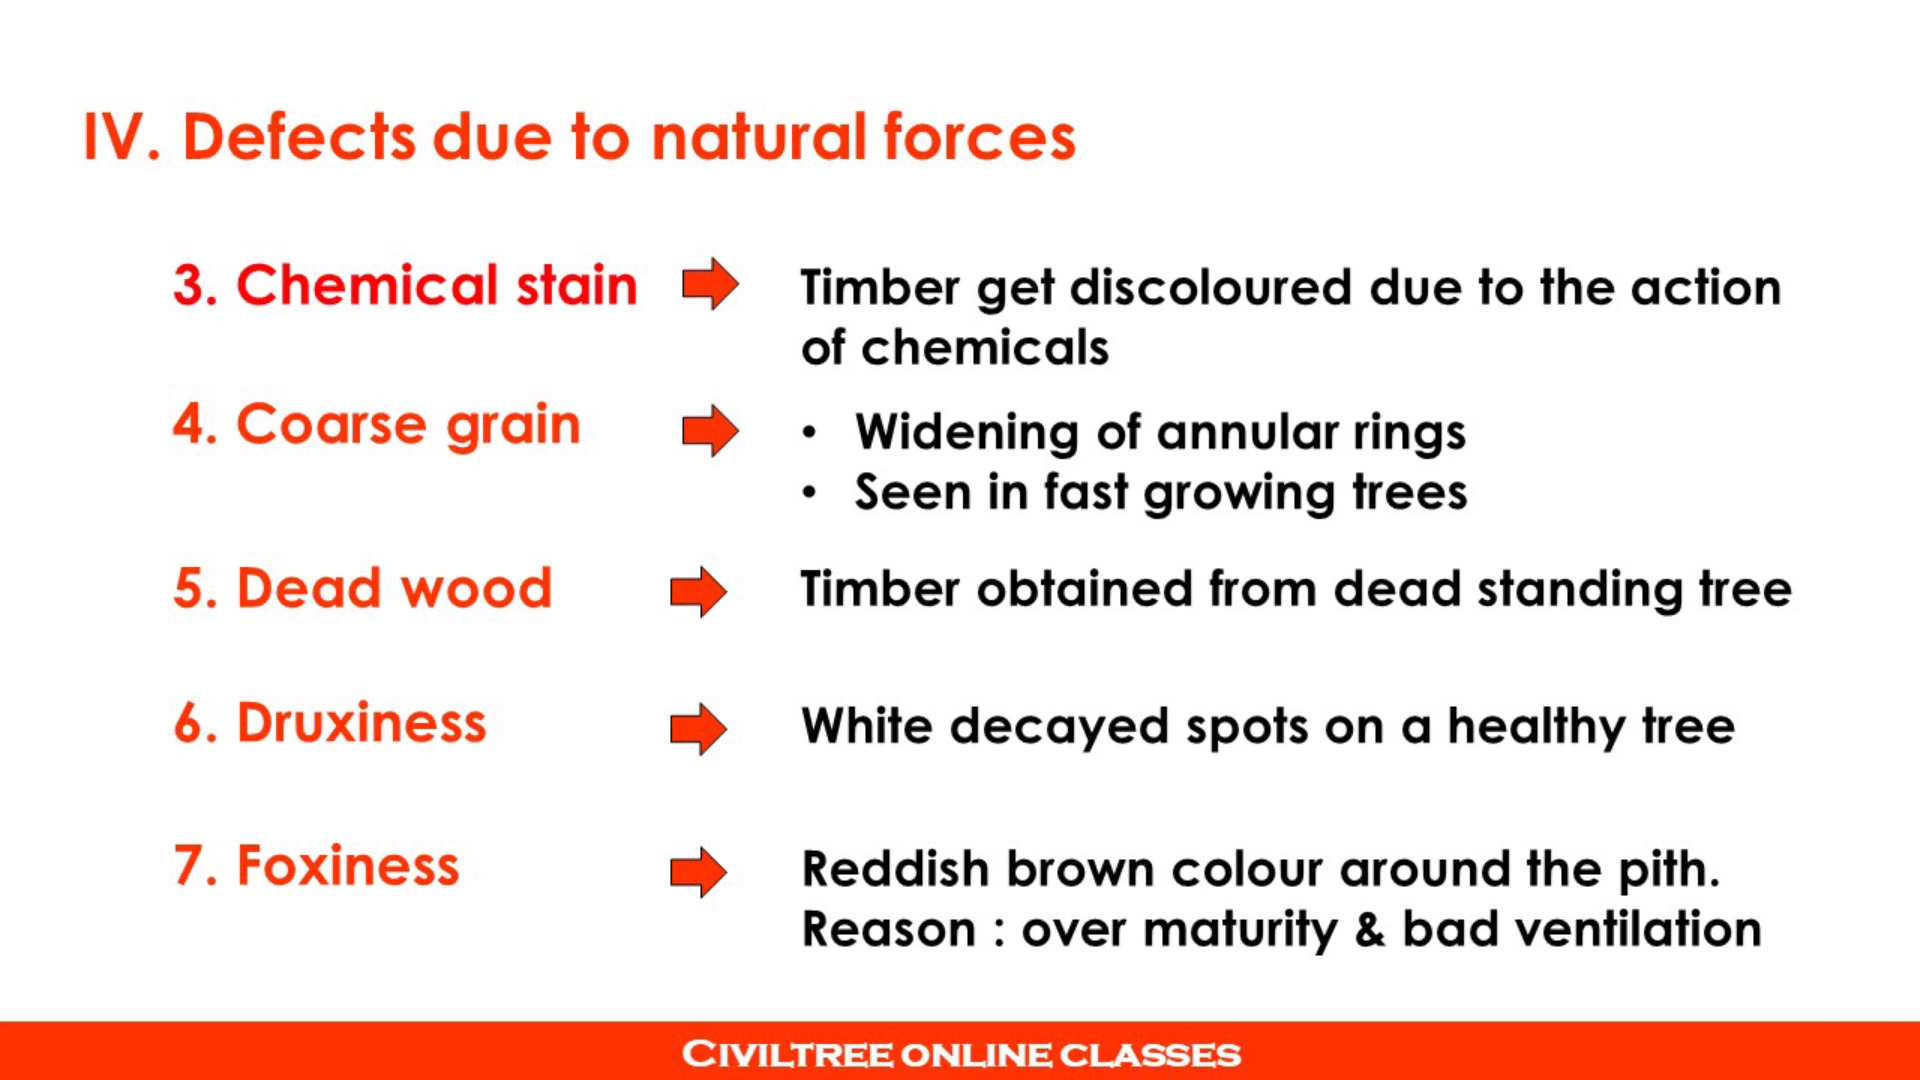 IV. Defects due to natural forces
3. Chemical stain
Timber get discoloured due to the action
of chemicals
4. Coarse grain
• Widening of annular rings
• Seen in fast growing trees
5. Dead wood
Timber obtained from dead standing tree
6. Druxiness
White decayed spots on a healthy tree
7. Foxiness
Reddish brown colour around the pith.
Reason : over maturity & bad ventilation
Civiltree online classes